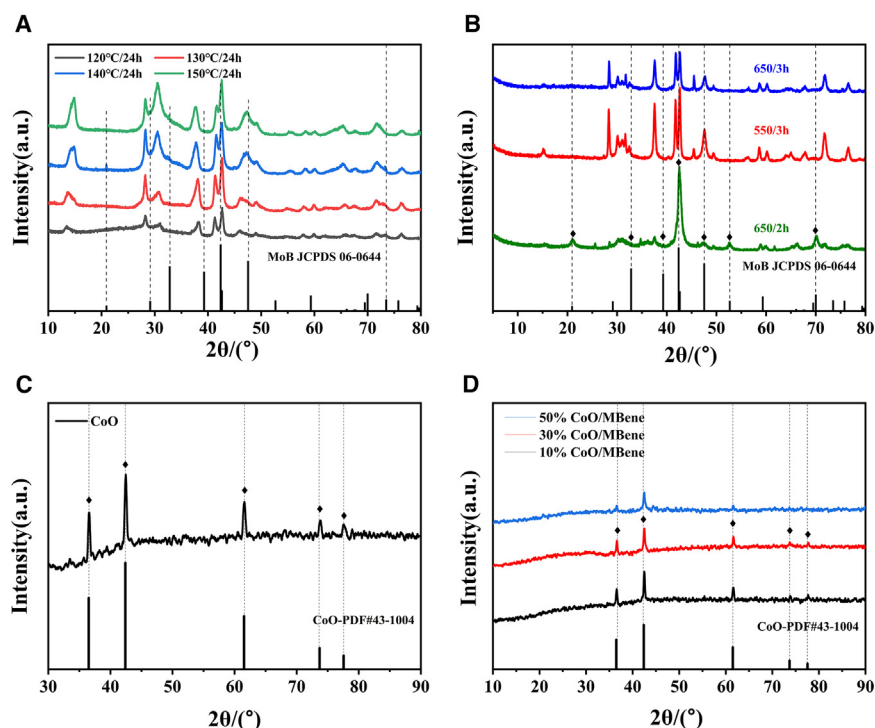 A
120°C/24h 130°C/24h
140°C/24h 150°C/24h
Intensity(a.u.)
MoB JCPDS 06-0644
10 20 30 40 50 60 70 80
2θ/(°)
B
650/3h
550/3h
650/2h
Intensity(a.u.)
MoB JCPDS 06-0644
10 20 30 40 50 60 70 80
2θ/(°)
C
CoO
Intensity(a.u.)
CoO-PDF#43-1004
30 40 50 60 70 80 90
2θ/(°)
D
50% CoO/MBene
30% CoO/MBene
10% CoO/MBene
Intensity(a.u.)
CoO-PDF#43-1004
10 20 30 40 50 60 70 80 90
2θ/(°)